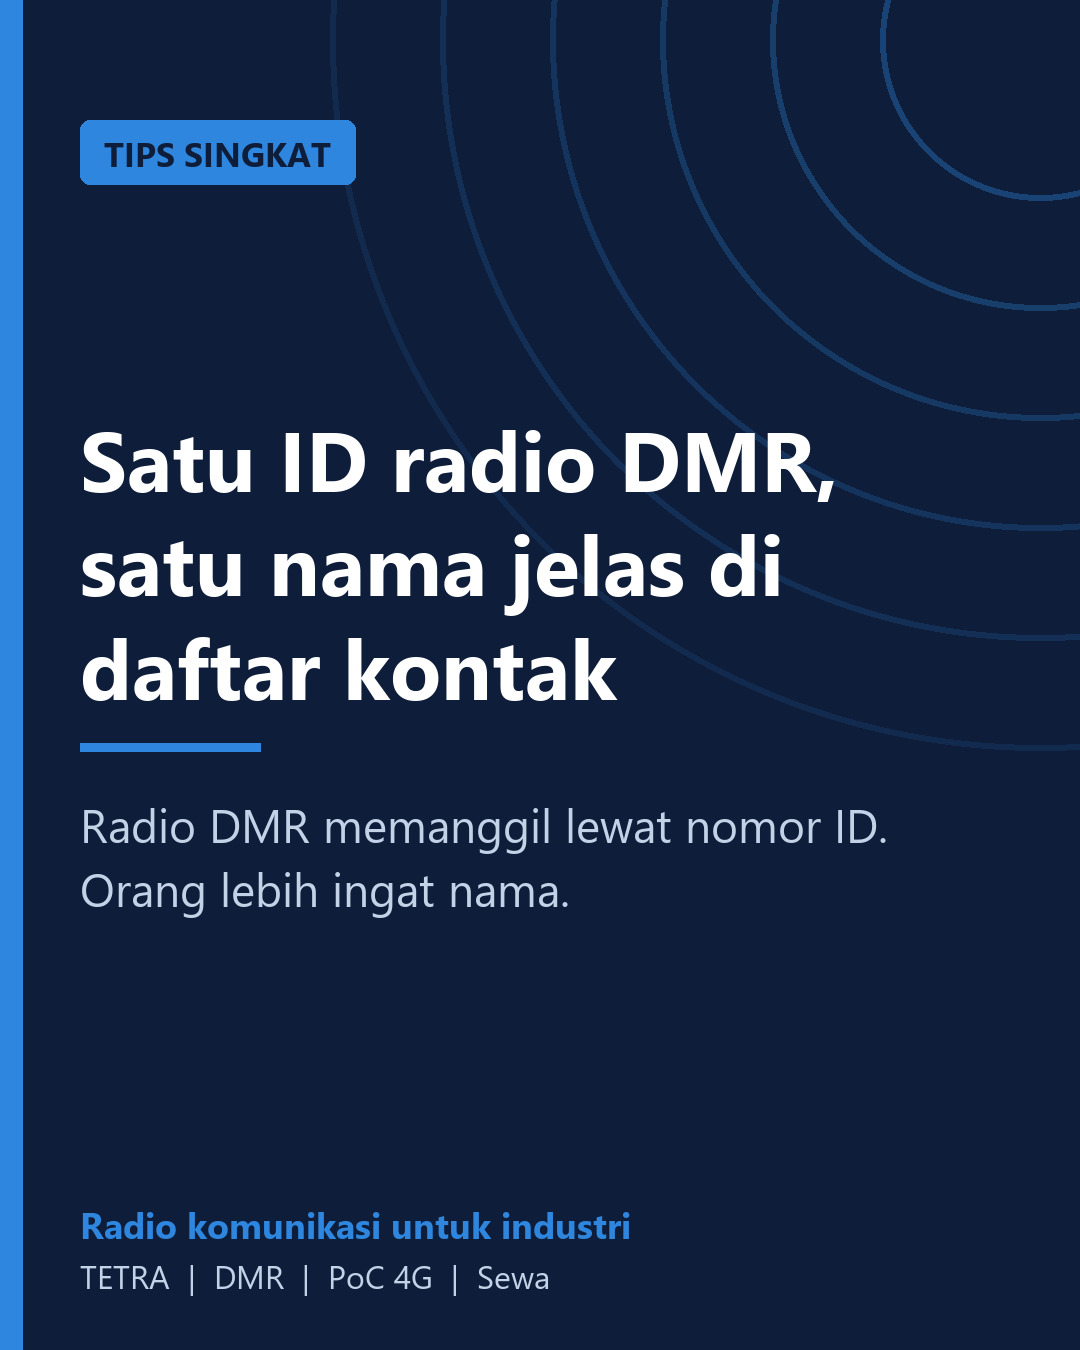 TIPS SINGKAT
Satu ID radio DMR,
satu nama jelas di
daftar kontak
Radio DMR memanggil lewat nomor ID.
Orang lebih ingat nama.
Radio komunikasi untuk industri
TETRA | DMR | PoC 4G | Sewa